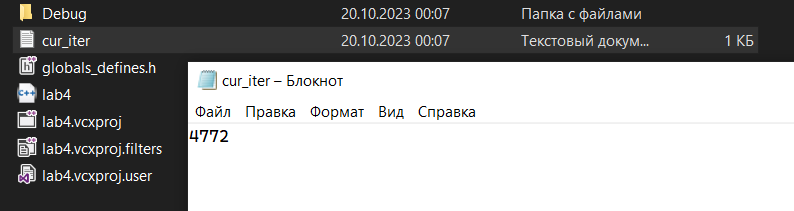 Debug 20.10.2023 00:07 Папка с файлами
cur_iter 20.10.2023 00:07 Текстовый докум... 1 КБ
globals_defines.h
lab4
lab4.vcxproj
lab4.vcxproj.filters
lab4.vcxproj.user
cur_iter – Блокнот
Файл Правка Формат Вид Справка
4772